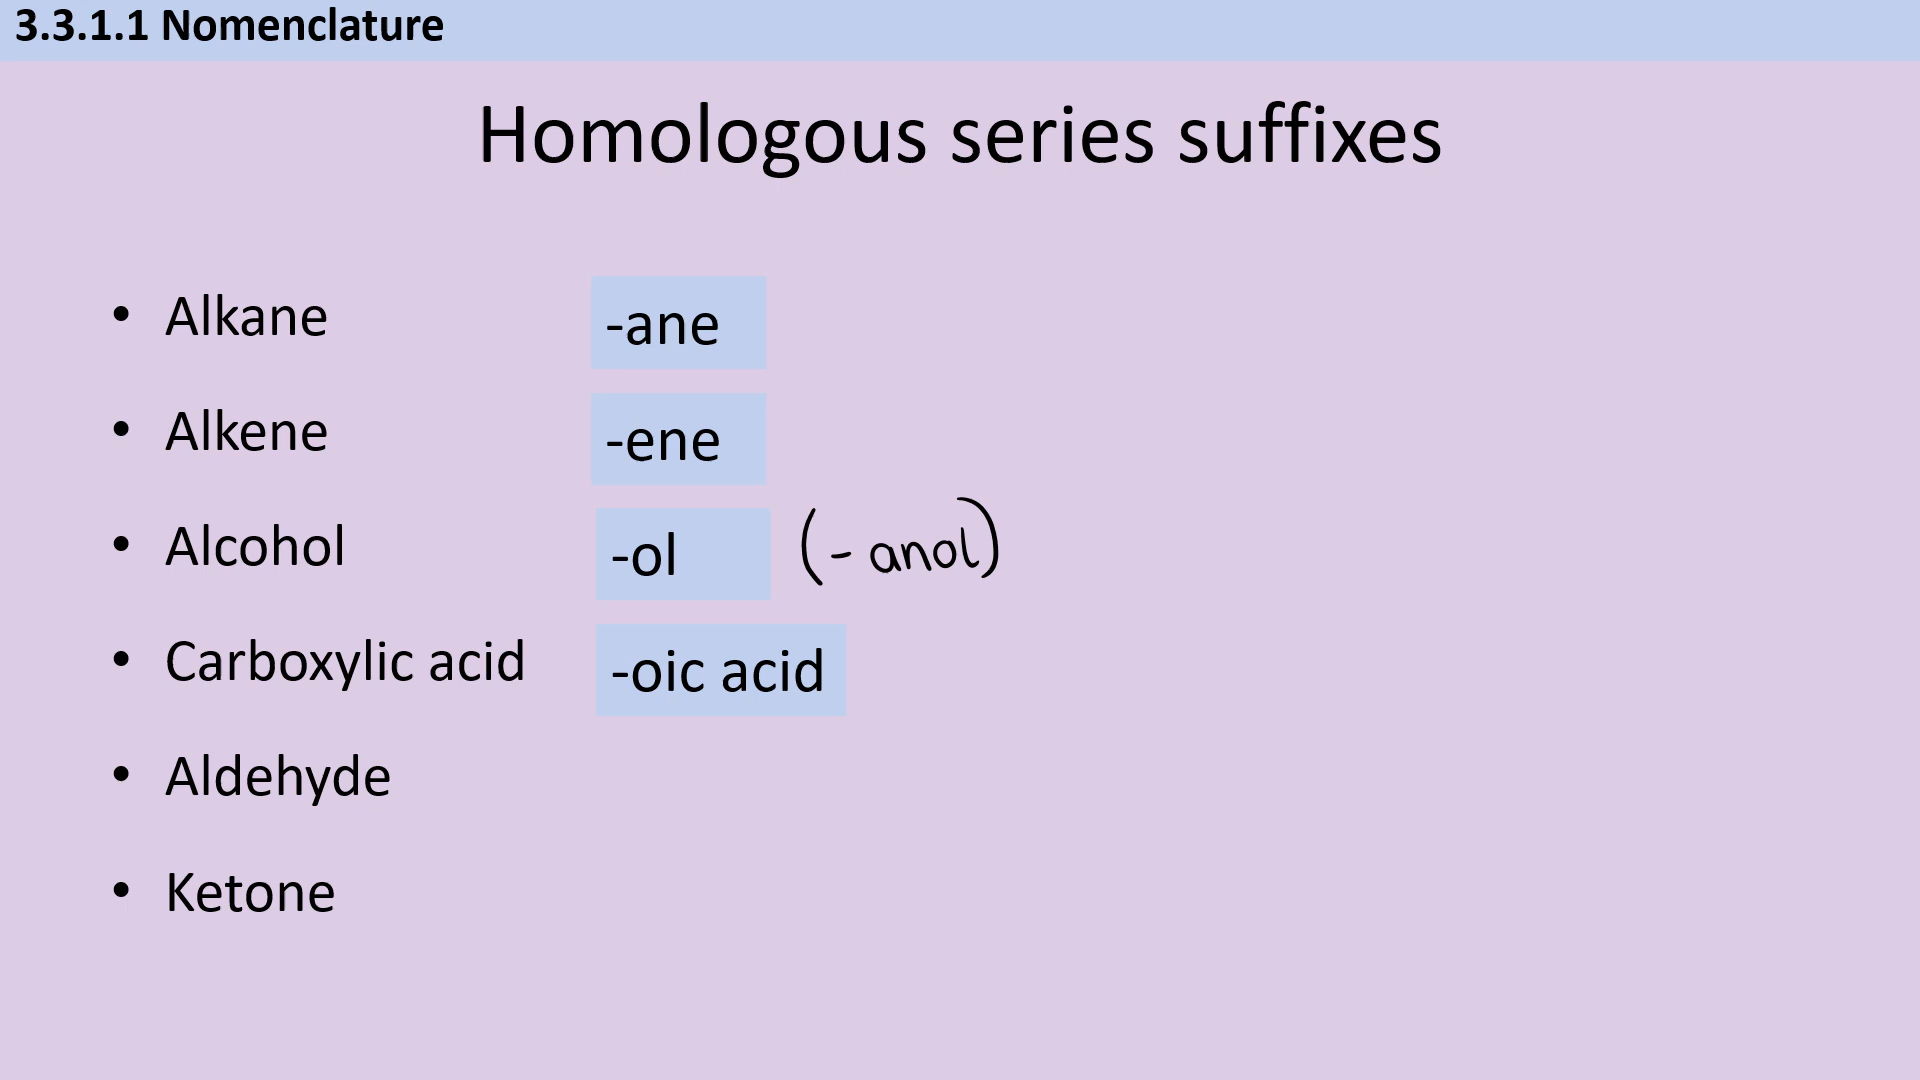 3.3.1.1 Nomenclature
Homologous series suffixes
• Alkane -ane
• Alkene -ene
• Alcohol -ol (- anol)
• Carboxylic acid -oic acid
• Aldehyde
• Ketone